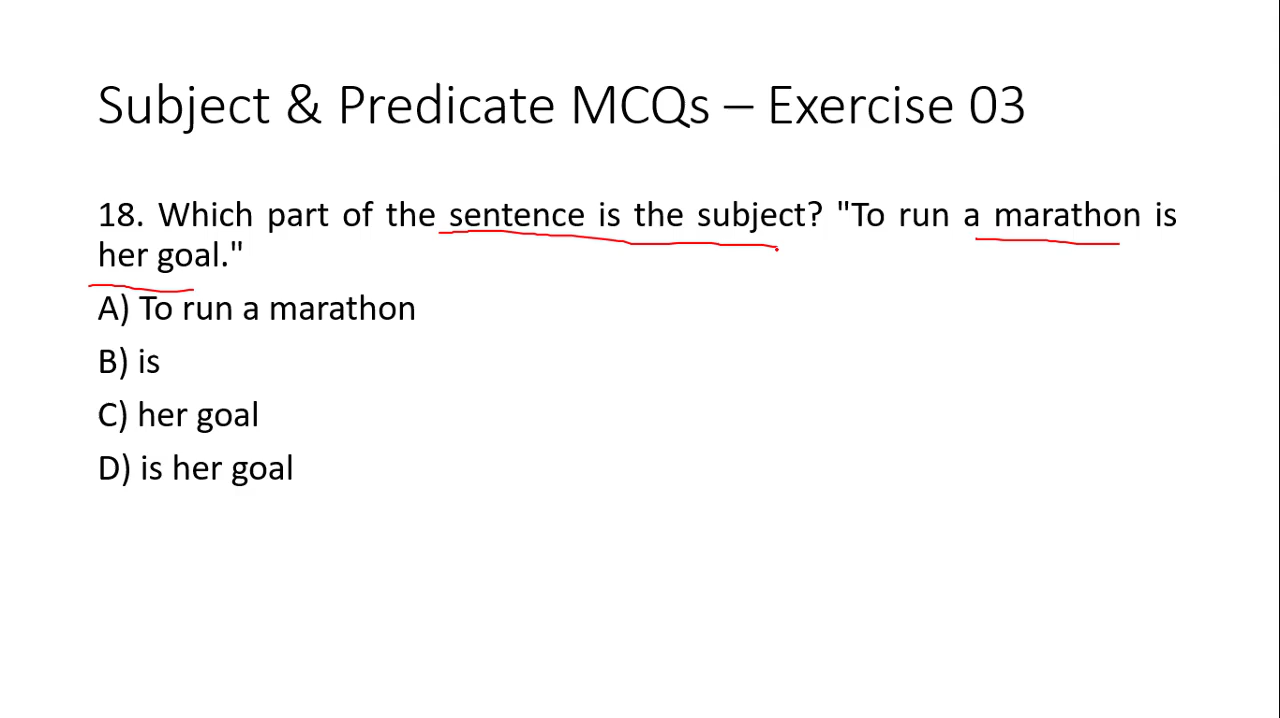 Subject & Predicate MCQs – Exercise 03
18. Which part of the sentence is the subject? "To run a marathon is
her goal."
A) To run a marathon
B) is
C) her goal
D) is her goal